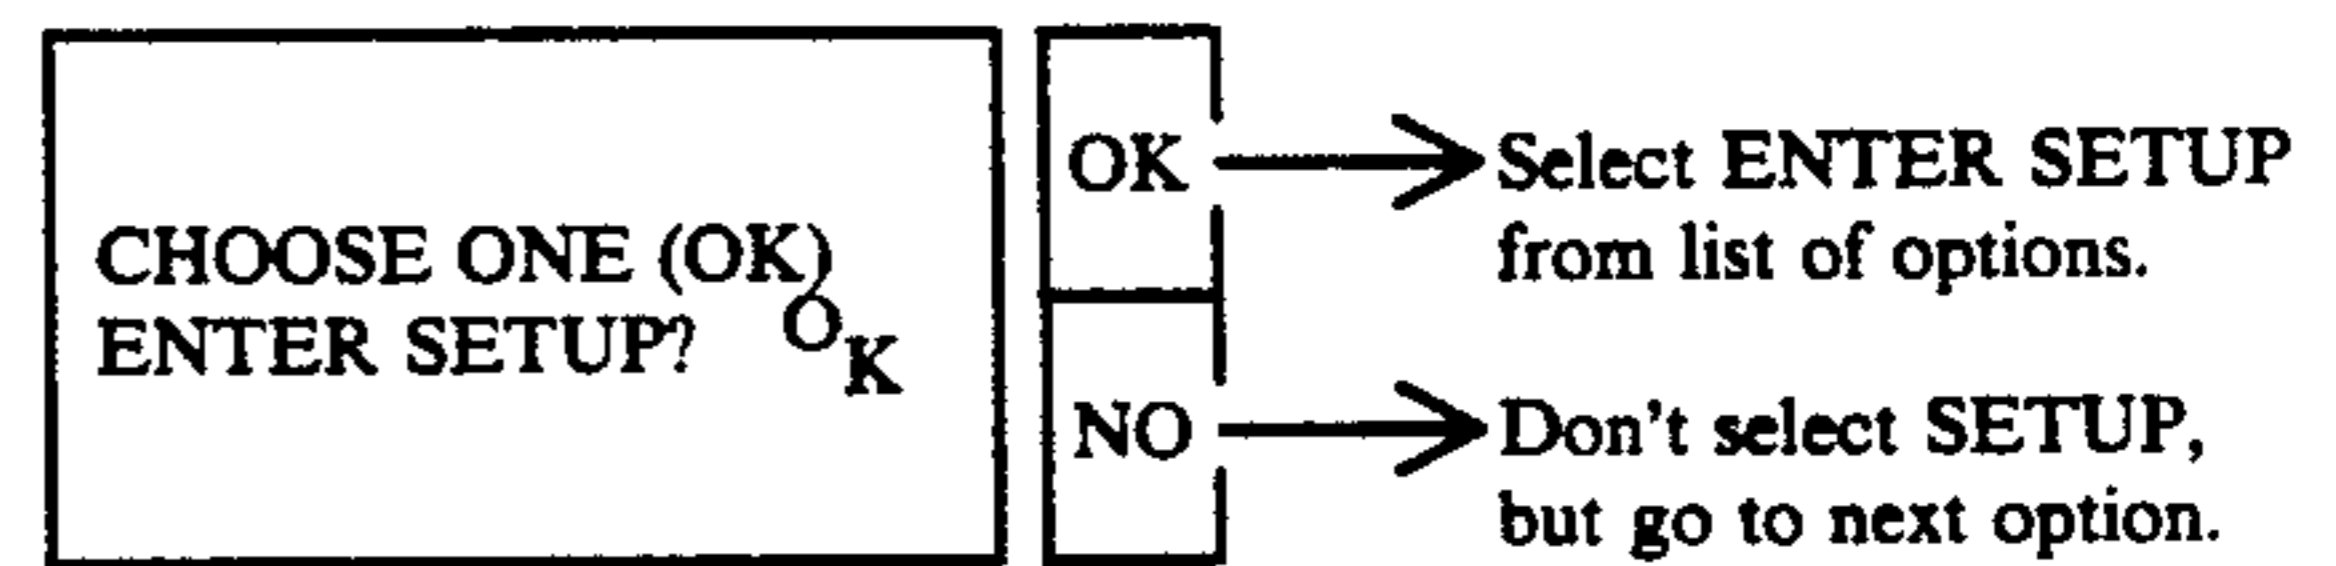 CHOOSE ONE (OK)
ENTER SETUP? OK
OK
Select ENTER SETUP
from list of options.
NO
Don't select SETUP,
but go to next option.